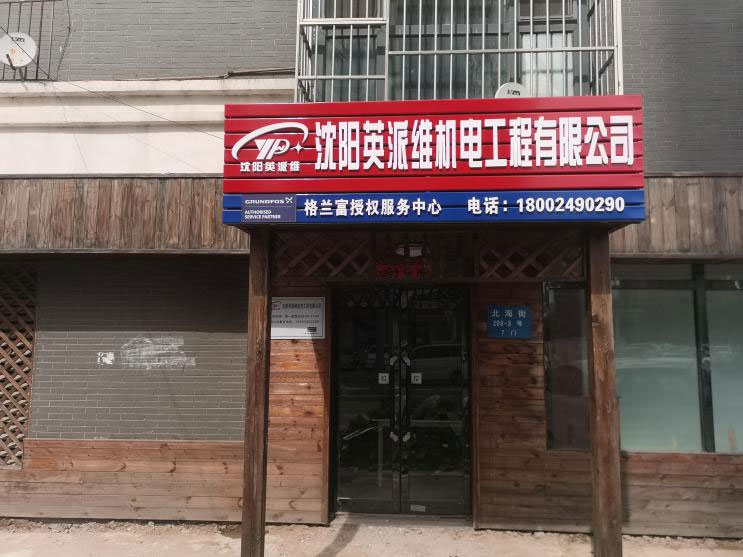 沈阳英派维
沈阳英派维机电工程有限公司
GRUNDFOS
AUTHORISED
SERVICE PARTNER
格兰富授权服务中心 电话：18002490290
北海街
208-3 号
7 门